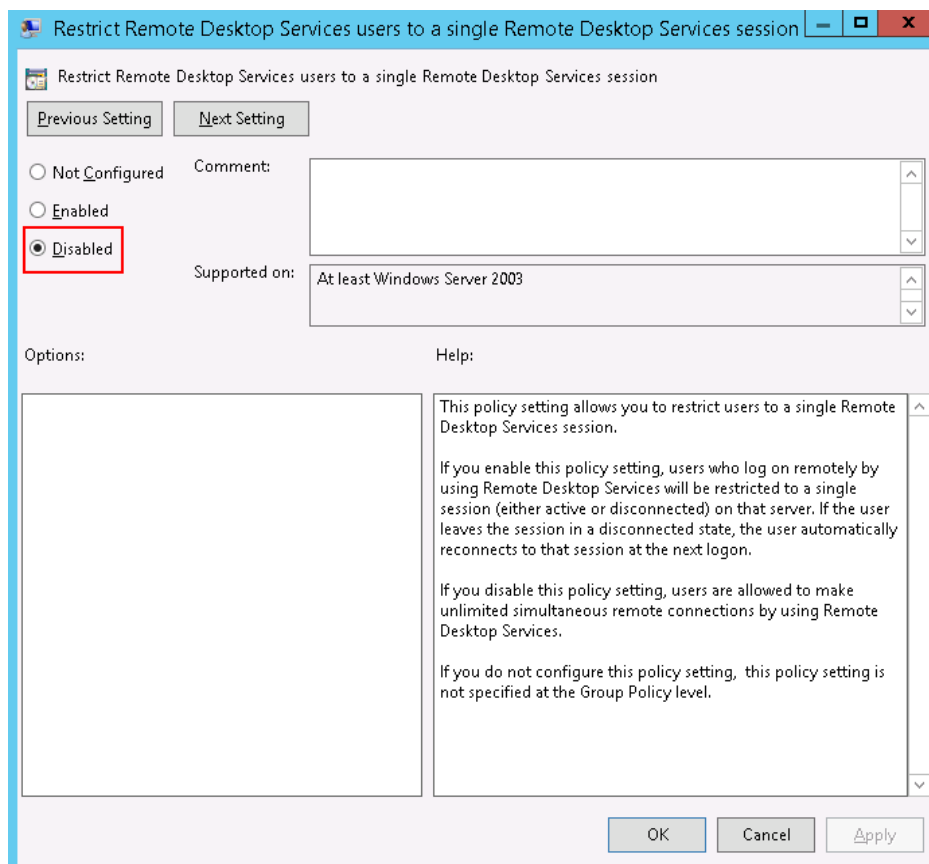 Restrict Remote Desktop Services users to a single Remote Desktop Services session
Restrict Remote Desktop Services users to a single Remote Desktop Services session
Previous Setting
Next Setting
Not Configured
Comment:
Enabled
Disabled
Supported on:
At least Windows Server 2003
Options:
Help:
This policy setting allows you to restrict users to a single Remote
Desktop Services session.
If you enable this policy setting, users who log on remotely by
using Remote Desktop Services will be restricted to a single
session (either active or disconnected) on that server. If the user
leaves the session in a disconnected state, the user automatically
reconnects to that session at the next logon.
If you disable this policy setting, users are allowed to make
unlimited simultaneous remote connections by using Remote
Desktop Services.
If you do not configure this policy setting,  this policy setting is
not specified at the Group Policy level.
OK
Cancel
Apply